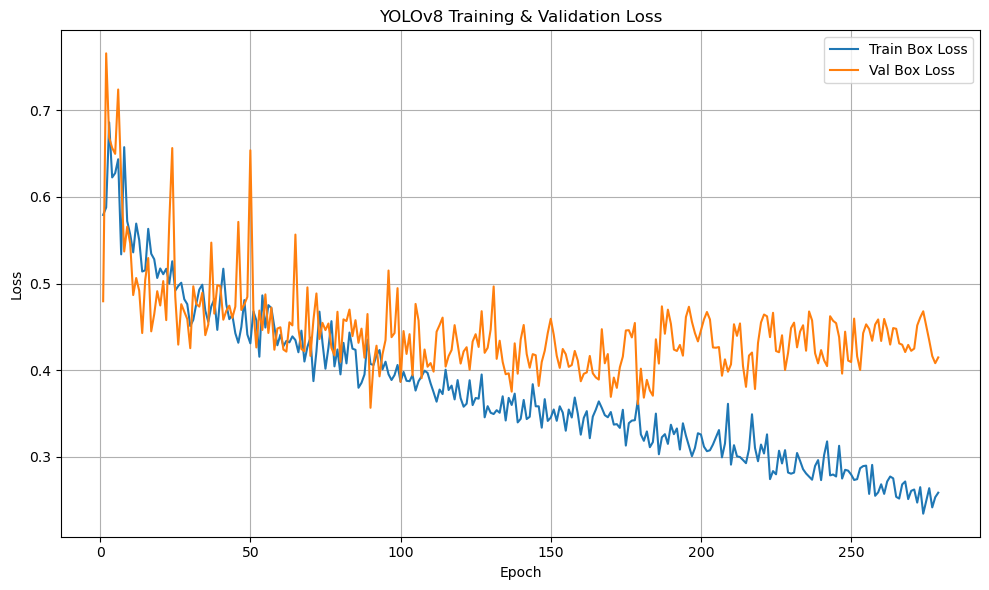 YOLOv8 Training & Validation Loss
Train Box Loss
Val Box Loss
Loss
0.7
0.6
0.5
0.4
0.3
0
50
100
150
200
250
Epoch